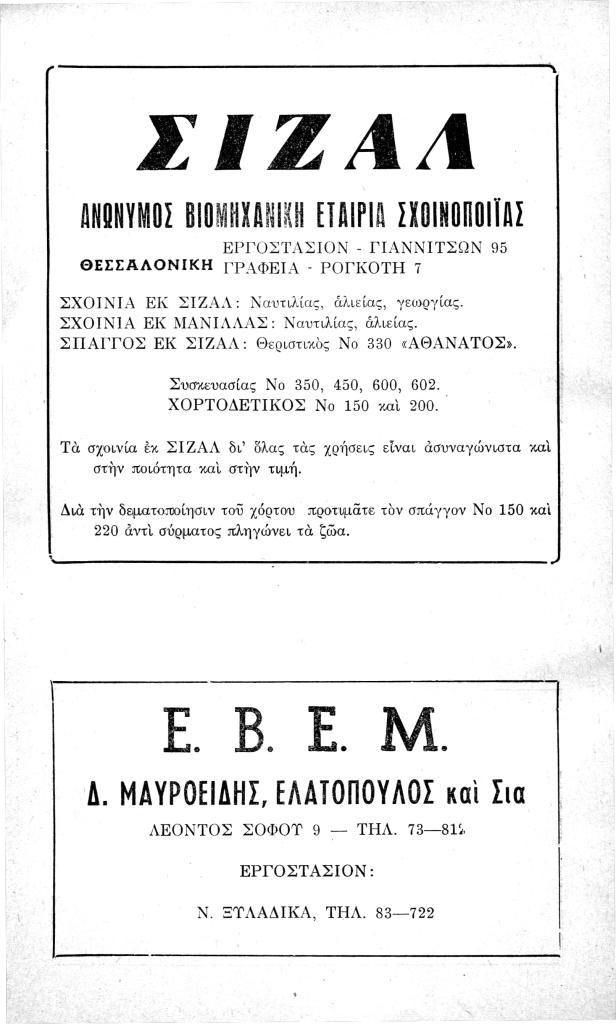 ΣΙΖΑΛ
ΑΝΩΝΥΜΟΣ ΒΙΟΜΗΧΑΝΙΚΗ ΕΤΑΙΡΙΑ ΣΧΟΙΝΟΠΟΙΪΑΣ
ΕΡΓΟΣΤΑΣΙΟΝ - ΓΙΑΝΝΙΤΣΩΝ 95
ΘΕΣΣΑΛΟΝΙΚΗ ΓΡΑΦΕΙΑ - ΡΟΓΚΟΤΗ 7
ΣΧΟΙΝΙΑ ΕΚ ΣΙΖΑΛ: Ναυτιλίας, ἁλιείας, γεωργίας.
ΣΧΟΙΝΙΑ ΕΚ ΜΑΝΙΛΛΑΣ: Ναυτιλίας, ἁλιείας.
ΣΠΑΓΓΟΣ ΕΚ ΣΙΖΑΛ: Θεριστικὸς Νο 330 «ΑΘΑΝΑΤΟΣ».
Συσκευασίας Νο 350, 450, 600, 602.
ΧΟΡΤΟΔΕΤΙΚΟΣ Νο 150 καὶ 200.
Τὰ σχοινία ἐκ ΣΙΖΑΛ δι' ὅλας τὰς χρήσεις εἶναι ἀσυναγώνιστα καὶ
στὴν ποιότητα καὶ στὴν τιμή.
Διὰ τὴν δεματοποίησιν τοῦ χόρτου προτιμᾶτε τὸν σπάγγον Νο 150 καὶ
220 ἀντὶ σύρματος πληγώνει τὰ ζῶα.
Ε. Β. Ε. Μ.
Δ. ΜΑΥΡΟΕΙΔΗΣ, ΕΛΑΤΟΠΟΥΛΟΣ καὶ Σια
ΛΕΟΝΤΟΣ ΣΟΦΟΥ 9 — ΤΗΛ.
ΕΡΓΟΣΤΑΣΙΟΝ:
Ν. ΞΥΛΑΔΙΚΑ, ΤΗΛ. 83—722